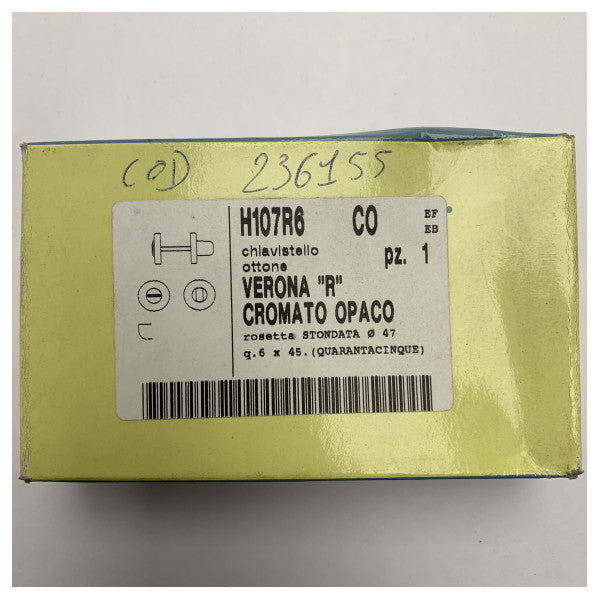 COD 236155
H107R6 CO EF
EB
chiavistello pz. 1
ottone
VERONA "R"
CROMATO OPACO
rosetta STONDATA Ø 47
q.6 x 45.(QUARANTACINQUE)